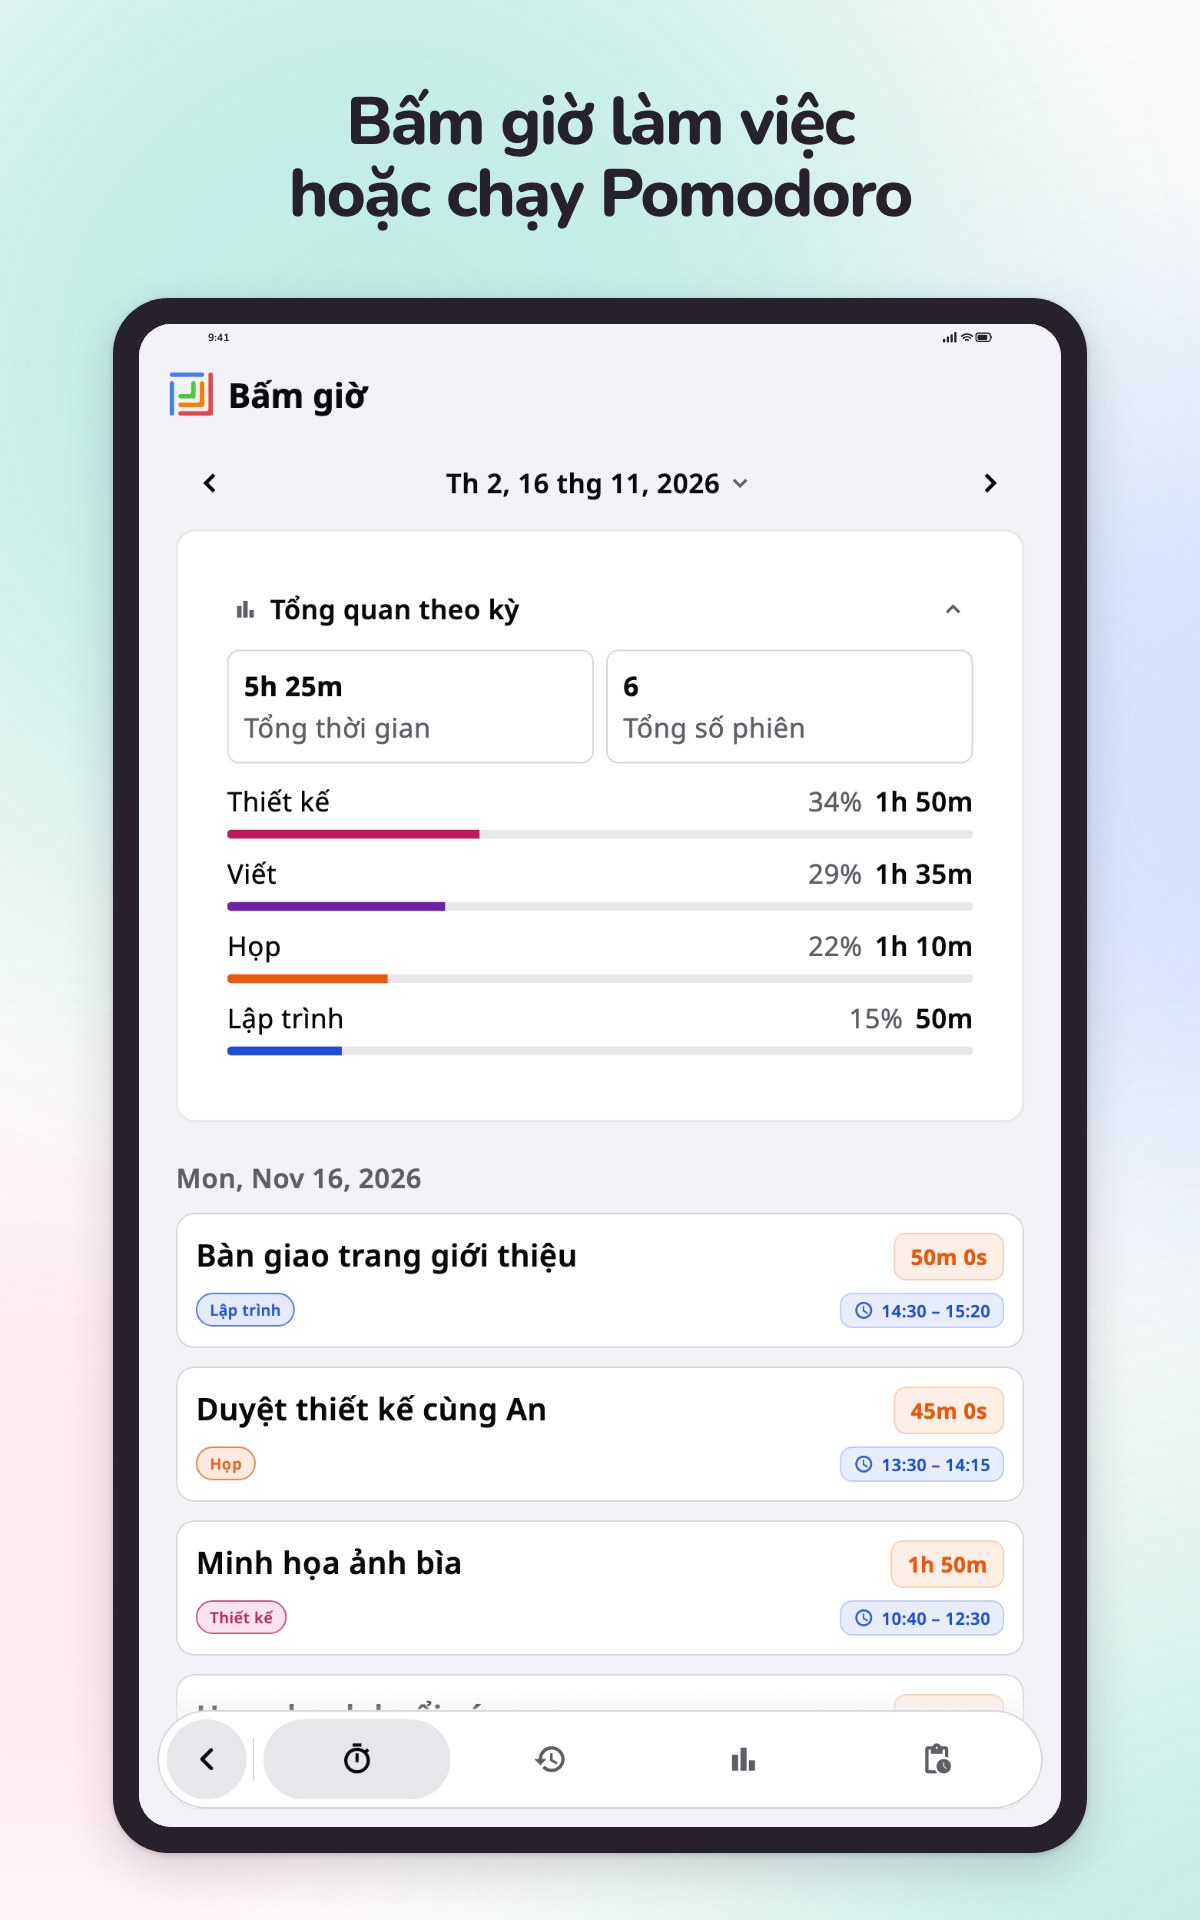 Bấm giờ làm việc
hoặc chạy Pomodoro
9:41
Bấm giờ
Th 2, 16 thg 11, 2026
Tổng quan theo kỳ
5h 25m
Tổng thời gian
6
Tổng số phiên
Thiết kế 34% 1h 50m
Viết 29% 1h 35m
Họp 22% 1h 10m
Lập trình 15% 50m
Mon, Nov 16, 2026
Bàn giao trang giới thiệu 50m 0s
Lập trình 14:30 – 15:20
Duyệt thiết kế cùng An 45m 0s
Họp 13:30 – 14:15
Minh họa ảnh bìa 1h 50m
Thiết kế 10:40 – 12:30